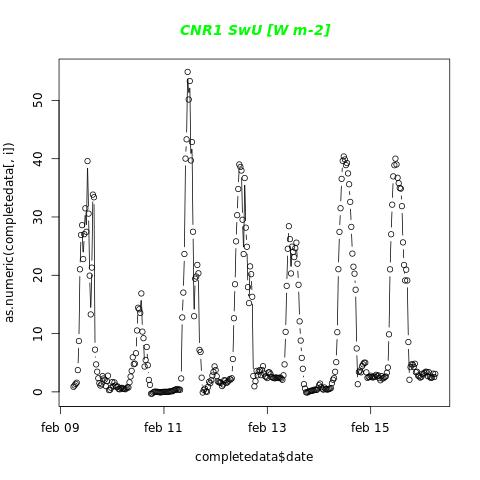 CNR1 SwU [W m-2]
as.numeric(completedata[, i])
50
40
30
20
10
0
feb 09 feb 11 feb 13 feb 15
completedata$date